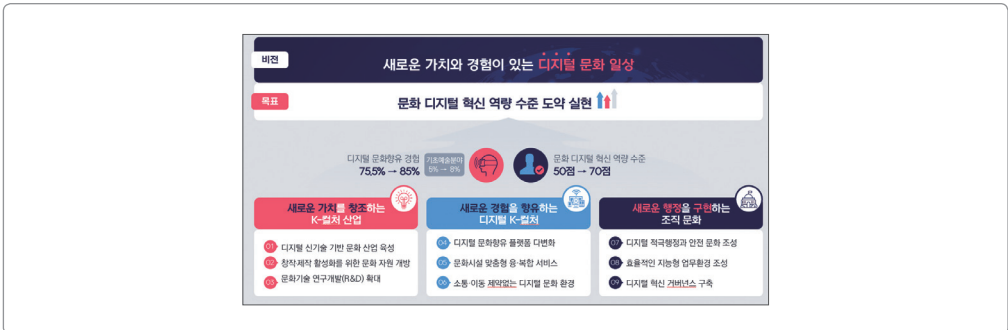 비전
새로운 가치와 경험이 있는 디지털 문화 일상
목표
문화 디지털 혁신 역량 수준 도약 실현
디지털 문화향유 경험
75.5% → 85%
기초예술분야
5% → 8%
문화 디지털 혁신 역량 수준
50점 → 70점
새로운 가치를 창조하는
K-컬처 산업
01 디지털 신기술 기반 문화 산업 육성
02 창작·제작 활성화를 위한 문화 자원 개방
03 문화기술 연구개발(R&D) 확대
새로운 경험을 향유하는
디지털 K-컬처
04 디지털 문화향유 플랫폼 다변화
05 문화시설 맞춤형 융·복합 서비스
06 소통·이동 제약없는 디지털 문화 환경
새로운 행정을 구현하는
조직 문화
07 디지털 적극행정과 안전 문화 조성
08 효율적인 지능형 업무환경 조성
09 디지털 혁신 거버넌스 구축